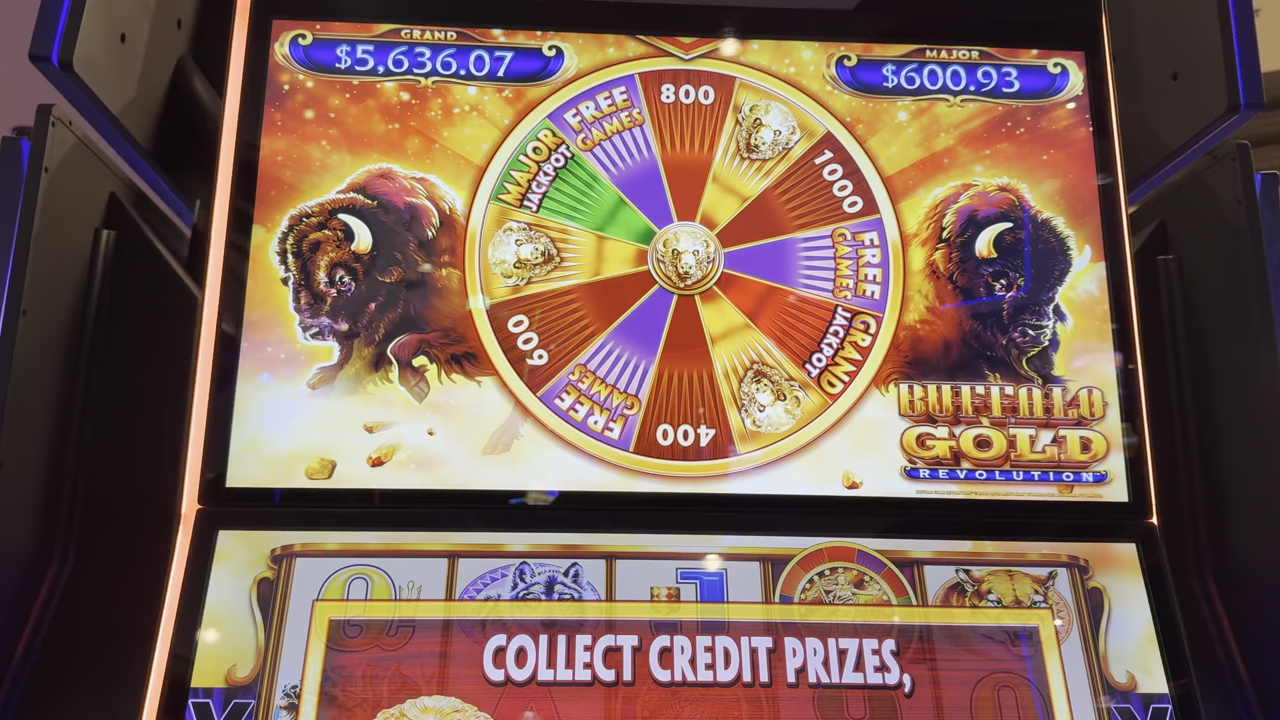 GRAND
$5,636.07
MAJOR
$600.93
800
1000
FREE
GAMES
GRAND
JACKPOT
400
FREE
GAMES
600
MAJOR
JACKPOT
FREE
GAMES
BUFFALO
GOLD
REVOLUTION
Q
J
COLLECT CREDIT PRIZES,